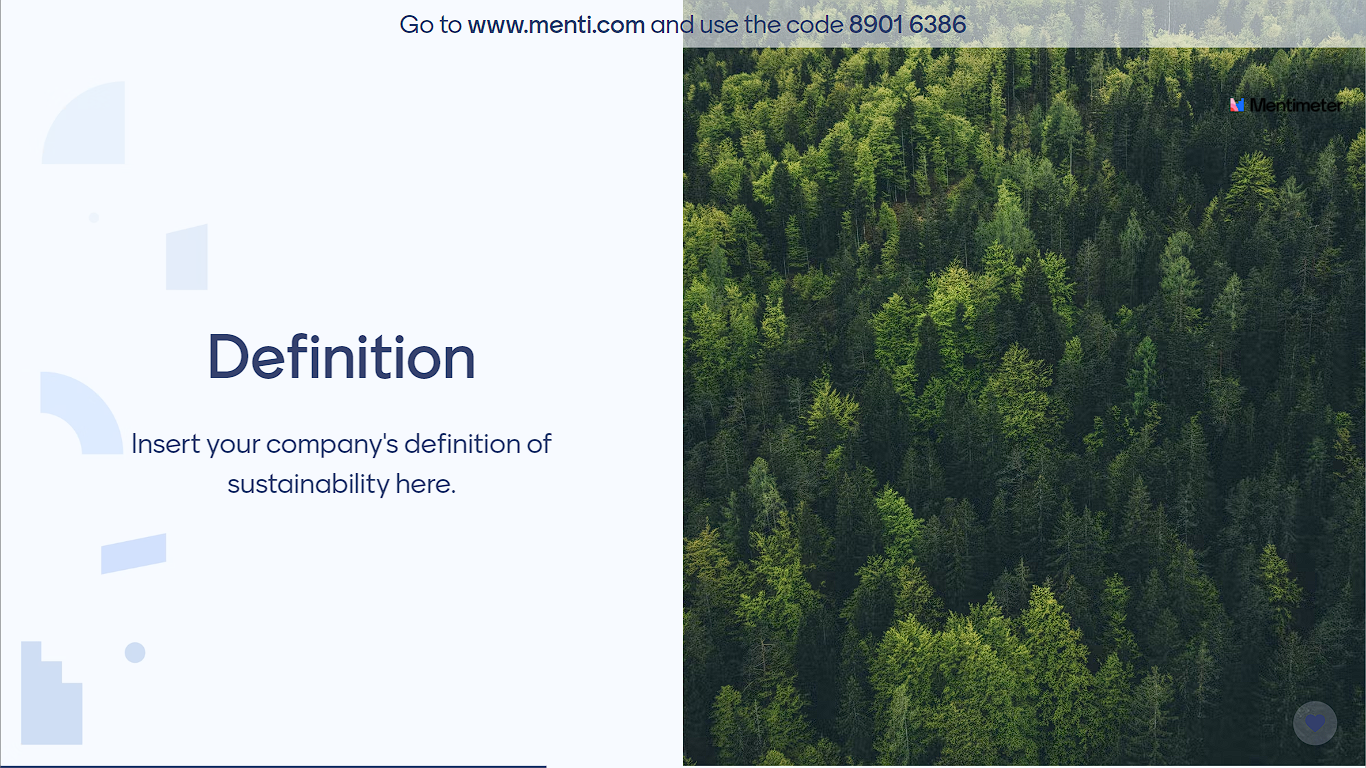 Go to www.menti.com and use the code 8901 6386
Mentimeter
Definition
Insert your company's definition of
sustainability here.